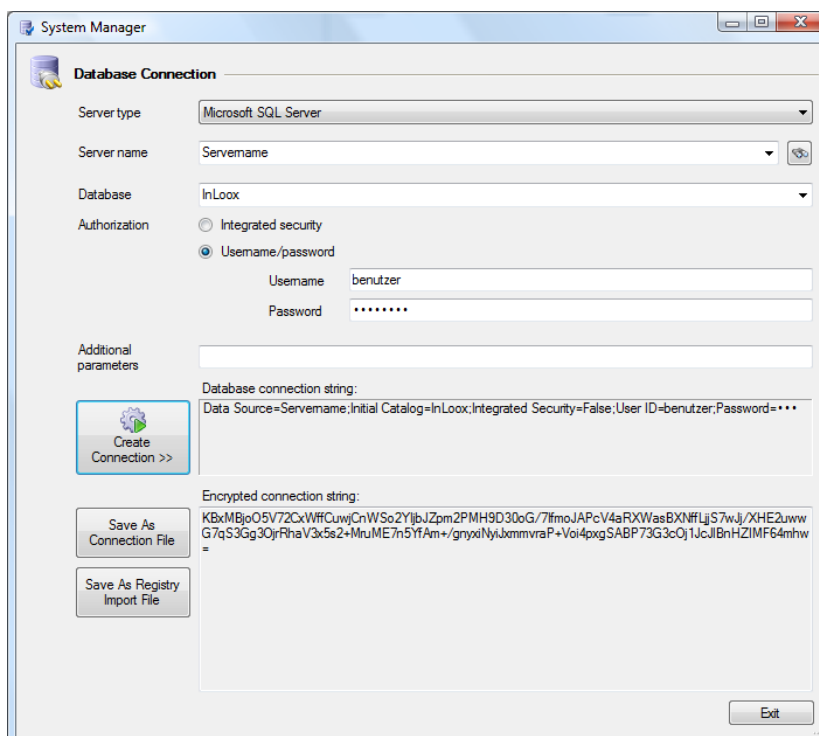 System Manager
Database Connection
Server type
Microsoft SQL Server
Server name
Servername
Database
InLoox
Authorization
Integrated security
Username/password
Username
benutzer
Password
••••••••
Additional
parameters
Database connection string:
Create
Connection >>
Data Source=Servername;Initial Catalog=InLoox;Integrated Security=False;User ID=benutzer;Password=•••
Encrypted connection string:
Save As
Connection File
Save As Registry
Import File
=
Exit